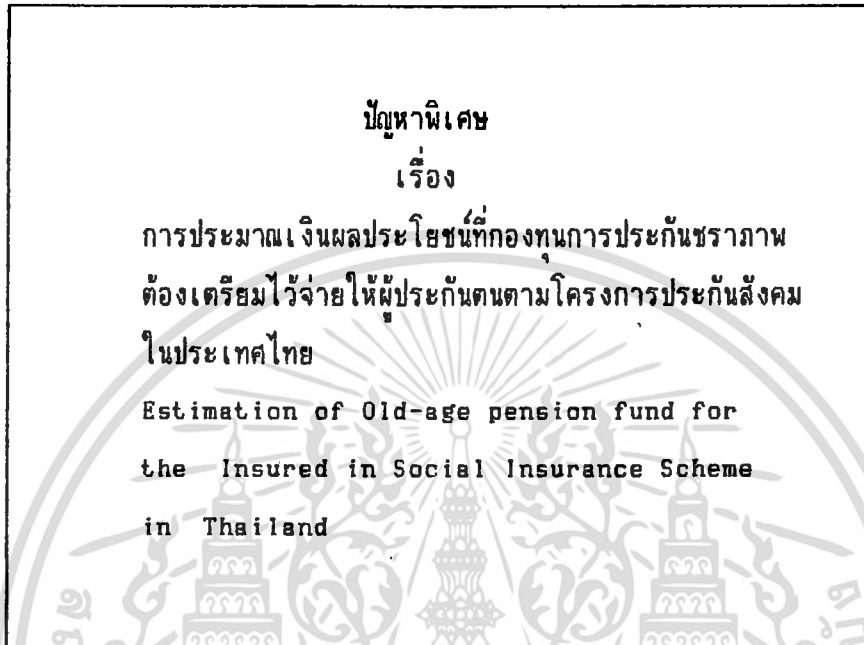 ปัญหาพิเศษ
เรื่อง
การประมาณเงินผลประโยชน์ที่กองทุนการประกันชราภาพ
ต้องเตรียมไว้จ่ายให้ผู้ประกันตนตามโครงการประกันสังคม
ในประเทศไทย
Estimation of Old-age pension fund for
the Insured in Social Insurance Scheme
in Thailand